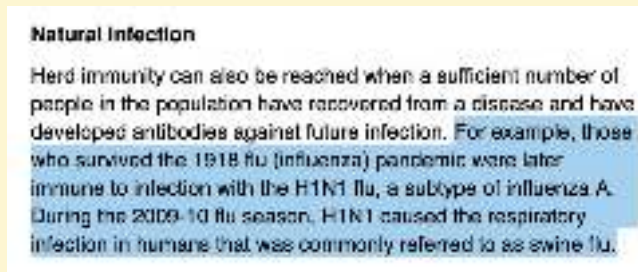 Natural Infection
Herd immunity can also be reached when a sufficient number of
people in the population have recovered from a disease and have
developed antibodies against future infection. For example, those
who survived the 1918 flu (influenza) pandemic were later
immune to infection with the H1N1 flu, a subtype of influenza A.
During the 2009-10 flu season, H1N1 caused the respiratory
infection in humans that was commonly referred to as swine flu.